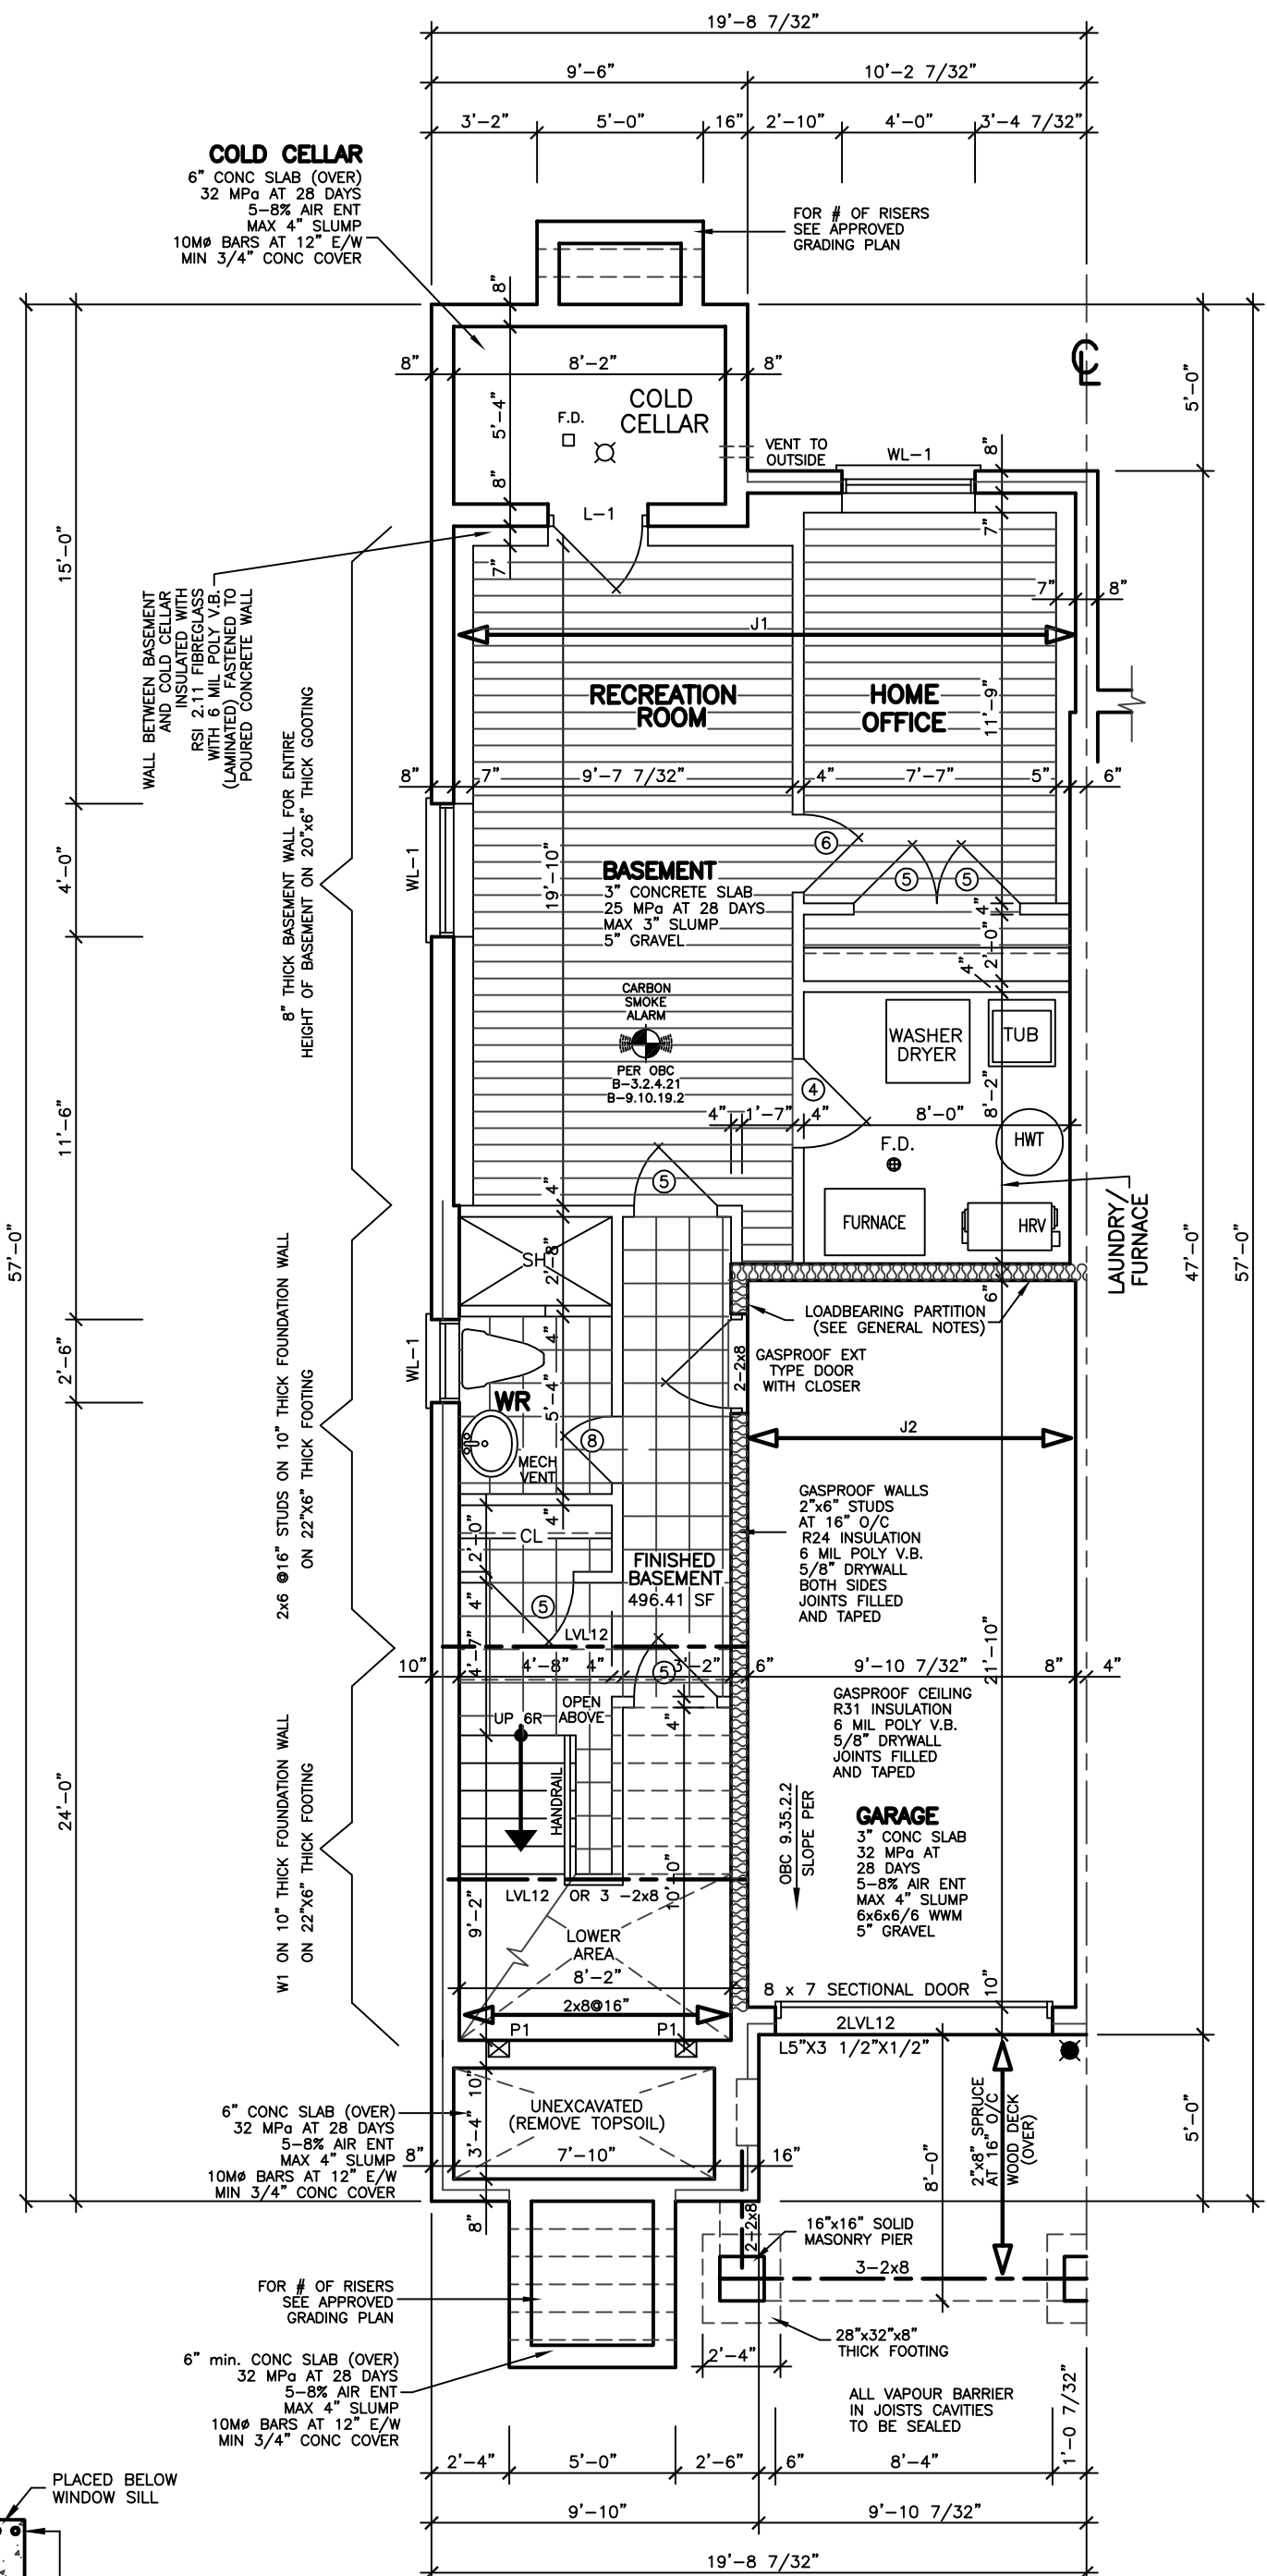 19'-8 7/32"
9'-6"
10'-2 7/32"
3'-2"
5'-0"
16"
2'-10"
4'-0"
3'-4 7/32"
COLD CELLAR
6" CONC SLAB (OVER)
32 MPa AT 28 DAYS
5-8% AIR ENT
MAX 4" SLUMP
10MØ BARS AT 12" E/W
MIN 3/4" CONC COVER
FOR # OF RISERS
SEE APPROVED
GRADING PLAN
8"
8"
8'-2"
8"
5'-4"
COLD
CELLAR
F.D.
VENT TO
OUTSIDE
WL-1
8"
℄
5'-0"
8"
L-1
7"
7"
15'-0"
WALL BETWEEN BASEMENT
AND COLD CELLAR
INSULATED WITH
RSI 2.11 FIBREGLASS
WITH 6 MIL POLY V.B.
(LAMINATED) FASTENED TO
POURED CONCRETE WALL
7"
8"
J1
RECREATION
ROOM
HOME
OFFICE
11'-9"
8"
7"
9'-7 7/32"
4"
7'-7"
5"
6"
8" THICK BASEMENT WALL FOR ENTIRE
HEIGHT OF BASEMENT ON 20"x6" THICK GOOTING
4'-0"
WL-1
19'-10"
6
BASEMENT
3" CONCRETE SLAB
25 MPa AT 28 DAYS
MAX 3" SLUMP
5" GRAVEL
5
5
4"
2'-0"
4"
CARBON
SMOKE
ALARM
PER OBC
B-3.2.4.21
B-9.10.19.2
WASHER
DRYER
TUB
4
8'-2"
11'-6"
4"
1'-7"
4"
8'-0"
F.D.
HWT
5
4"
FURNACE
HRV
LAUNDRY/
FURNACE
57'-0"
47'-0"
57'-0"
SH
2'-8"
6"
LOADBEARING PARTITION
(SEE GENERAL NOTES)
2x6 @16" STUDS ON 10" THICK FOUNDATION WALL
ON 22"X6" THICK FOOTING
2'-6"
WL-1
4"
2-2x8
GASPROOF EXT
TYPE DOOR
WITH CLOSER
WR
5'-4"
8
MECH
VENT
J2
4"
GASPROOF WALLS
2"x6" STUDS
AT 16" O/C
R24 INSULATION
6 MIL POLY V.B.
5/8" DRYWALL
BOTH SIDES
JOINTS FILLED
AND TAPED
CL
2'-0"
FINISHED
BASEMENT
496.41 SF
4"
5
LVL12
10"
4'-7"
4'-8"
4"
5
3'-2"
6"
9'-10 7/32"
21'-10"
8"
4"
UP 6R
OPEN
ABOVE
4"
GASPROOF CEILING
R31 INSULATION
6 MIL POLY V.B.
5/8" DRYWALL
JOINTS FILLED
AND TAPED
W1 ON 10" THICK FOUNDATION WALL
ON 22"X6" THICK FOOTING
24'-0"
HANDRAIL
OBC 9.35.2.2
SLOPE PER
GARAGE
3" CONC SLAB
32 MPa AT
28 DAYS
5-8% AIR ENT
MAX 4" SLUMP
6x6x6/6 WWM
5" GRAVEL
LVL12 OR 3 -2x8
10'-0"
9'-2"
LOWER
AREA
8'-2"
2x8@16"
8 x 7 SECTIONAL DOOR
10"
P1
P1
2LVL12
L5"X3 1/2"X1/2"
10"
6" CONC SLAB (OVER)
32 MPa AT 28 DAYS
5-8% AIR ENT
MAX 4" SLUMP
10MØ BARS AT 12" E/W
MIN 3/4" CONC COVER
UNEXCAVATED
(REMOVE TOPSOIL)
3'-4"
8"
7'-10"
16"
8'-0"
2"x8" SPRUCE
AT 16" O/C
WOOD DECK
(OVER)
5'-0"
8"
2-2x8
16"x16" SOLID
MASONRY PIER
3-2x8
FOR # OF RISERS
SEE APPROVED
GRADING PLAN
28"x32"x8"
THICK FOOTING
2'-4"
6" min. CONC SLAB (OVER)
32 MPa AT 28 DAYS
5-8% AIR ENT
MAX 4" SLUMP
10MØ BARS AT 12" E/W
MIN 3/4" CONC COVER
ALL VAPOUR BARRIER
IN JOISTS CAVITIES
TO BE SEALED
1'-0 7/32"
2'-4"
5'-0"
2'-6"
6"
8'-4"
PLACED BELOW
WINDOW SILL
9'-10"
9'-10 7/32"
19'-8 7/32"